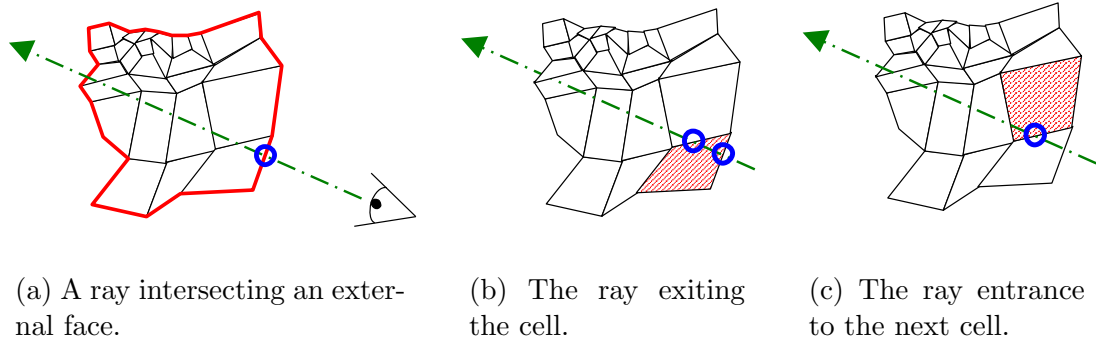 (a) A ray intersecting an exter-
nal face.
(b) The ray exiting
the cell.
(c) The ray entrance
to the next cell.